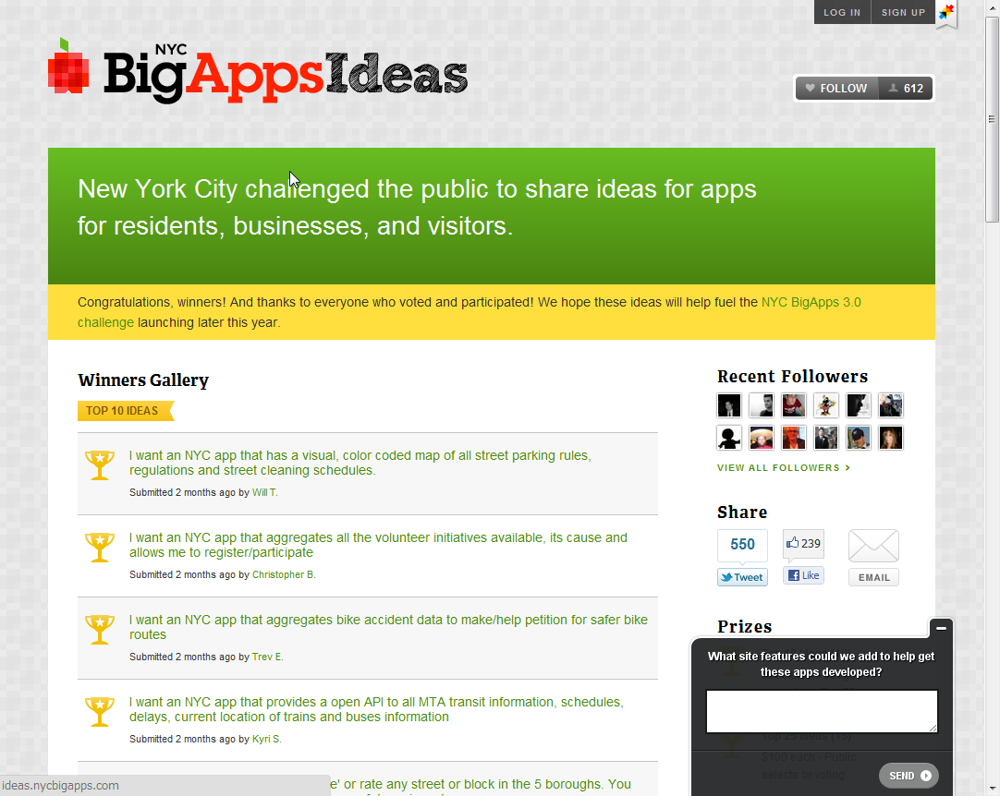 LOG IN
SIGN UP
NYC
BigAppsIdeas
FOLLOW
612
New York City challenged the public to share ideas for apps
for residents, businesses, and visitors.
Congratulations, winners! And thanks to everyone who voted and participated! We hope these ideas will help fuel the NYC BigApps 3.0
challenge launching later this year.
Winners Gallery
TOP 10 IDEAS
I want an NYC app that has a visual, color coded map of all street parking rules,
regulations and street cleaning schedules.
Submitted 2 months ago by Will T.
I want an NYC app that aggregates all the volunteer initiatives available, its cause and
allows me to register/participate
Submitted 2 months ago by Christopher B.
I want an NYC app that aggregates bike accident data to make/help petition for safer bike
routes
Submitted 2 months ago by Trev E.
I want an NYC app that provides a open API to all MTA transit information, schedules,
delays, current location of trains and buses information
Submitted 2 months ago by Kyri S.
e' or rate any street or block in the 5 boroughs. You
ideas.nycbigapps.com
Recent Followers
VIEW ALL FOLLOWERS >
Share
550
Tweet
239
Like
EMAIL
Prizes
What site features could we add to help get
these apps developed?
Top 25 Ideas (15)
$100 each - Public
selects by voting
SEND